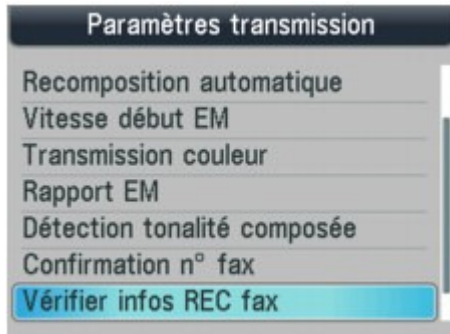 Paramètres transmission
Recomposition automatique
Vitesse début EM
Transmission couleur
Rapport EM
Détection tonalité composée
Confirmation n° fax
Vérifier infos REC fax